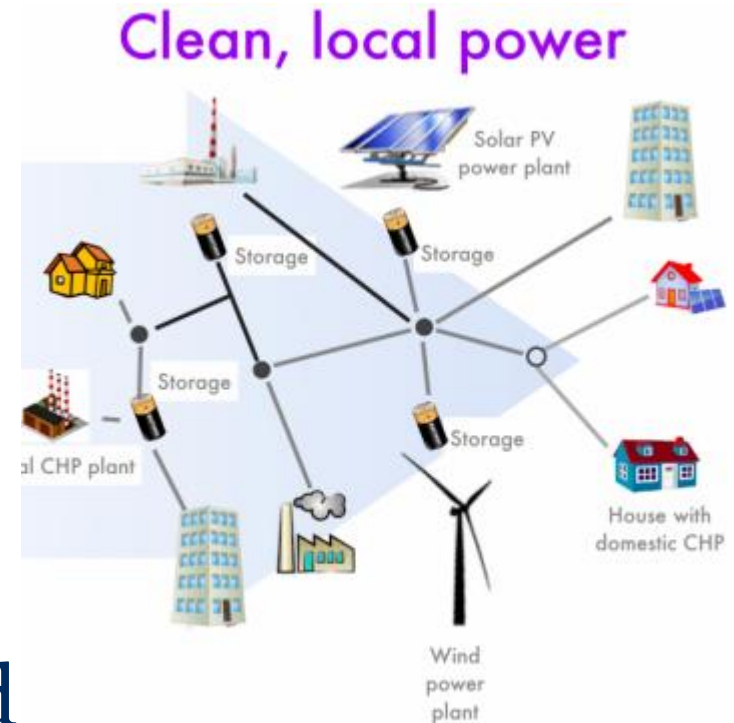 Clean, local power
Solar PV
power plant
Storage
Storage
Storage
al CHP plant
Storage
House with
domestic CHP
Wind
power
plant